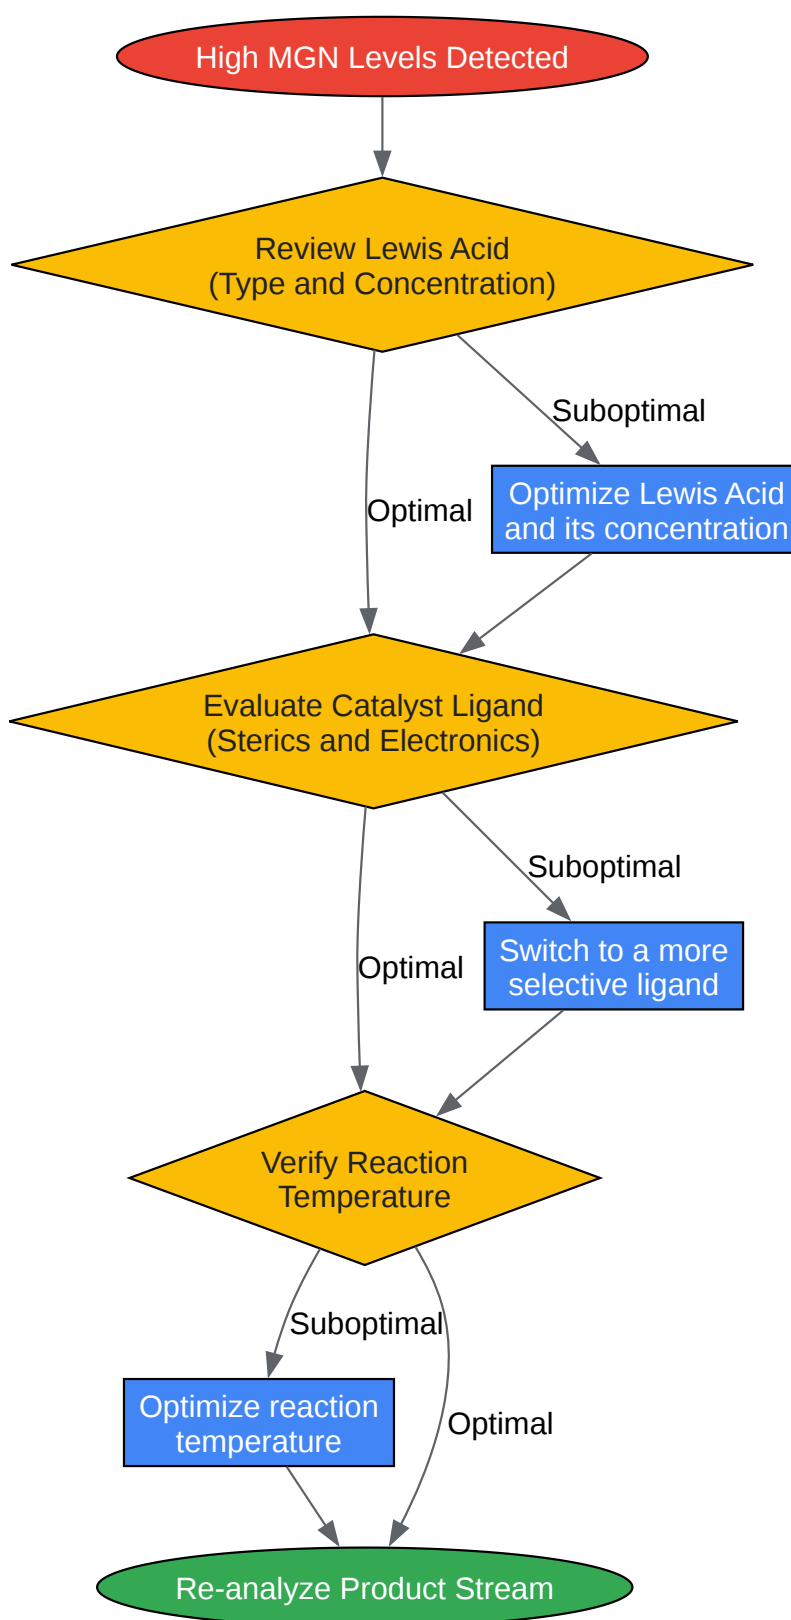 High MGN Levels Detected
Review Lewis Acid
(Type and Concentration)
Suboptimal
Optimize Lewis Acid
and its concentration
Optimal
Evaluate Catalyst Ligand
(Sterics and Electronics)
Suboptimal
Switch to a more
selective ligand
Optimal
Verify Reaction
Temperature
Suboptimal
Optimize reaction
temperature
Optimal
Re-analyze Product Stream